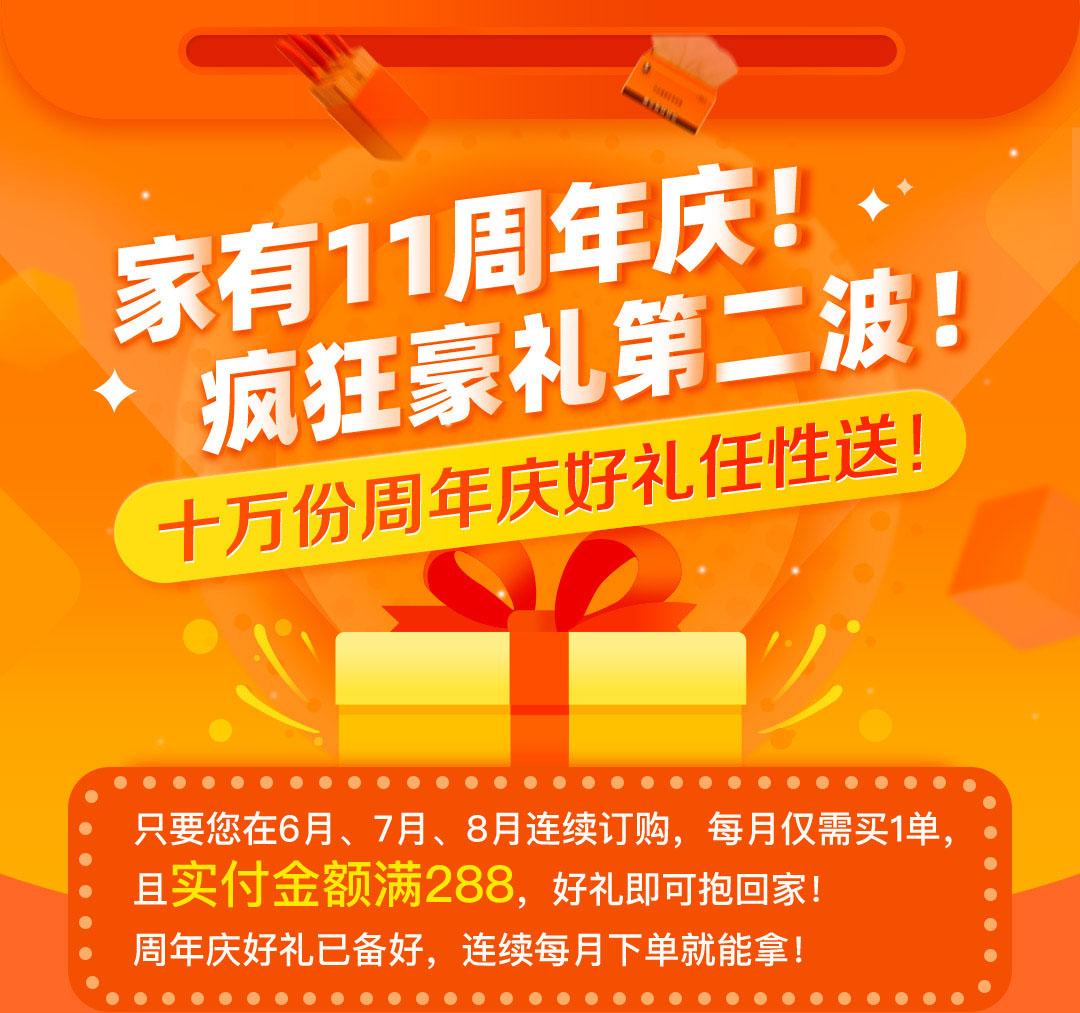 家有11周年庆!
疯狂豪礼第二波!
十万份周年庆好礼任性送!
只要您在6月、7月、8月连续订购，每月仅需买1单，
且实付金额满288，好礼即可抱回家!
周年庆好礼已备好，连续每月下单就能拿!